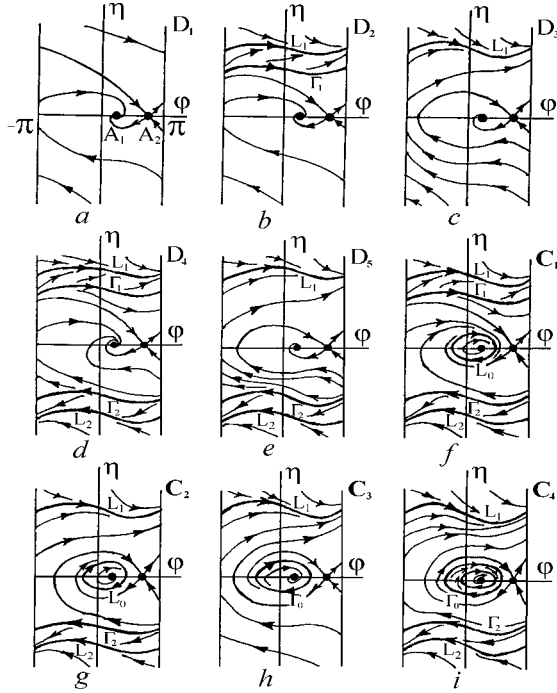 η D₁ η D₂ η D₃
L₁ L₁
Γ₁
φ φ φ
-π A₁ A₂ π
a b c
η D₄ η D₅ η C₁
L₁ L₁ L₁
Γ₁ Γ₁
φ φ φ
L₀
Γ₂ Γ₂ Γ₂
L₂ L₂ L₂
d e f
η C₂ η C₃ η C₄
L₁ L₁ L₁
φ φ φ
L₀ Γ₀ Γ₀
Γ₂ Γ₂
L₂ L₂
g h i